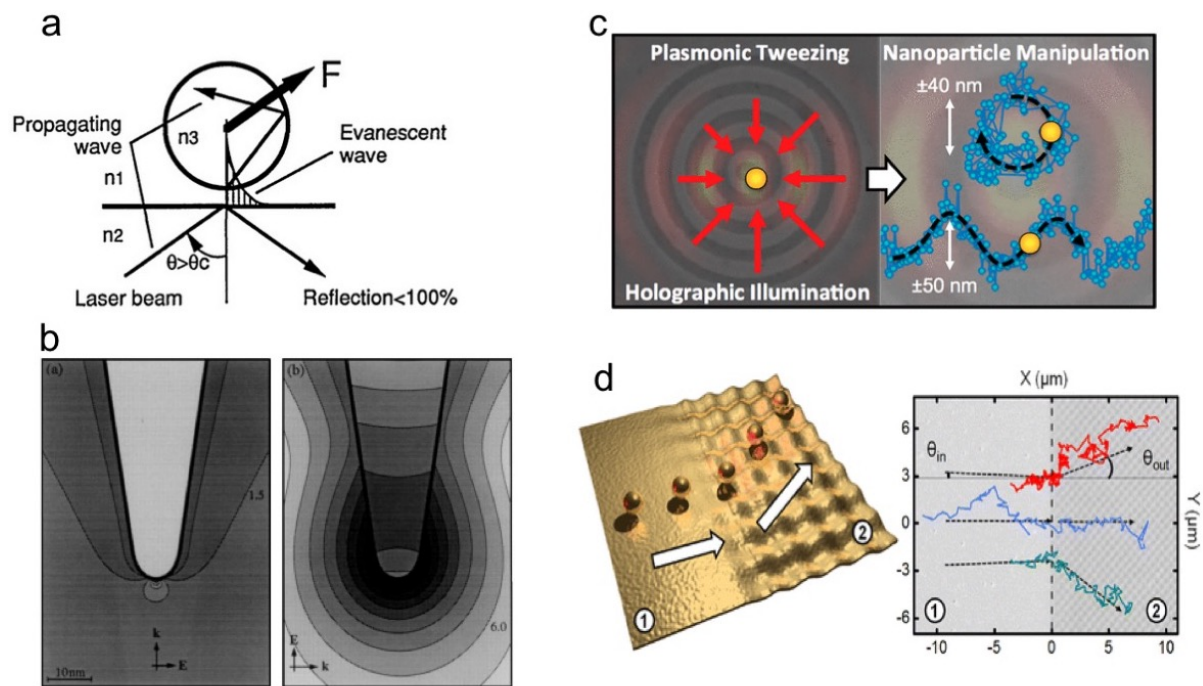 a
F
Propagating
wave
n3
Evanescent
wave
n1
n2
θ>θc
Laser beam
Reflection<100%
b
(a)
1.5
k
E
10nm
(b)
6.0
E
k
c
Plasmonic Tweezing
Holographic Illumination
Nanoparticle Manipulation
±40 nm
±50 nm
d
1
2
X (μm)
θin
θout
6
3
0
-3
-6
Y (μm)
1
2
-10
-5
0
5
10